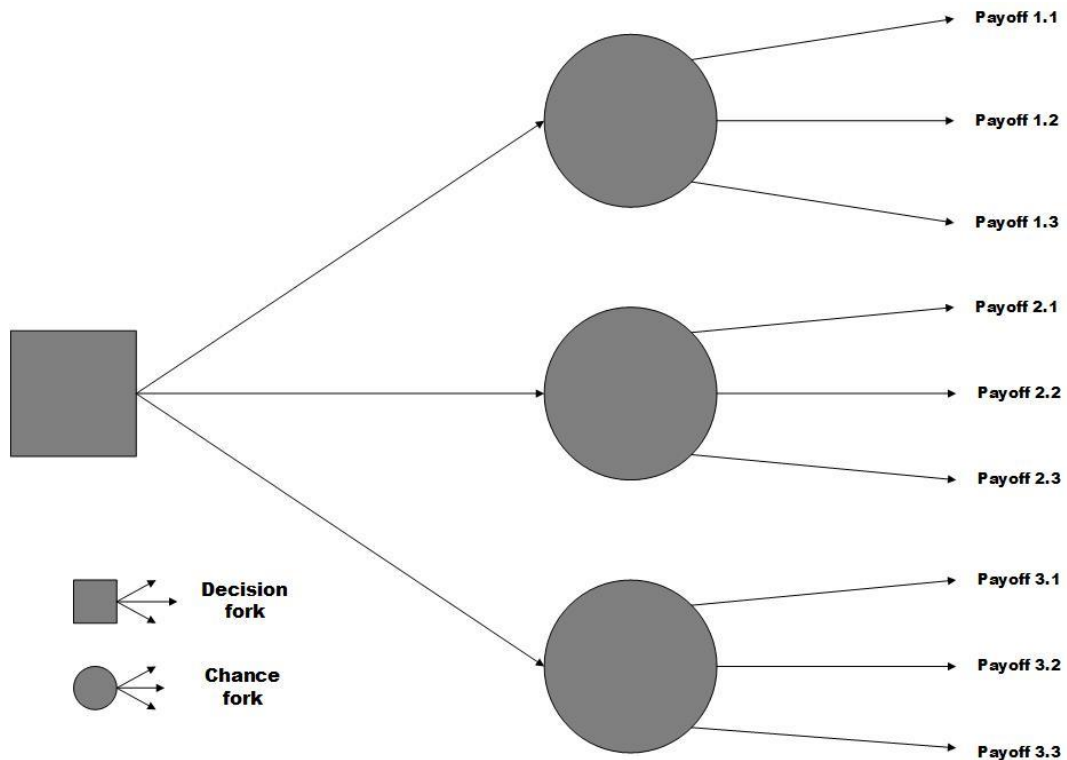 Payoff 1.1
Payoff 1.2
Payoff 1.3
Payoff 2.1
Payoff 2.2
Payoff 2.3
Payoff 3.1
Payoff 3.2
Payoff 3.3
Decision
fork
Chance
fork